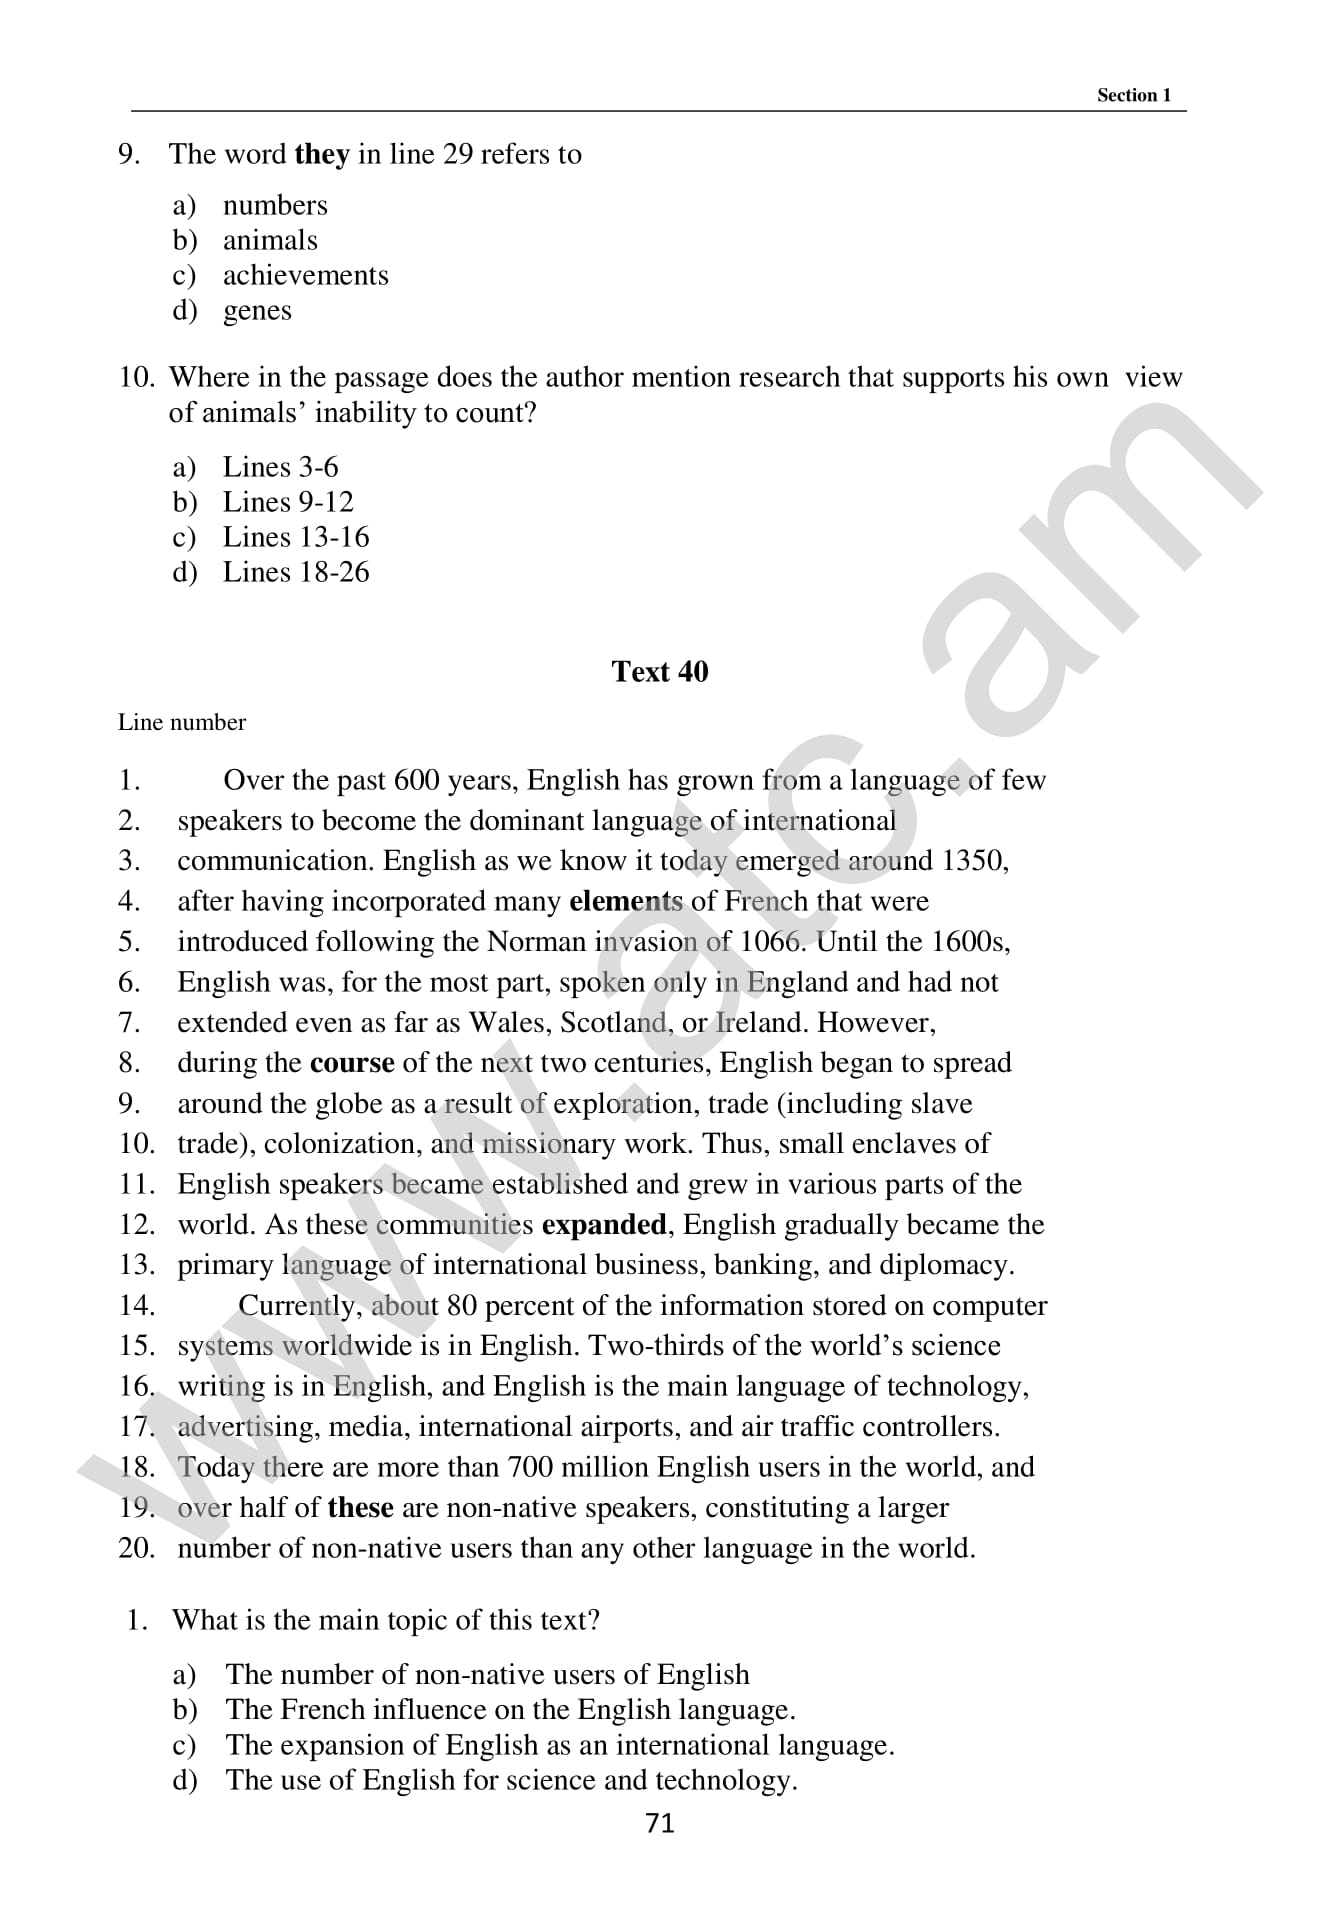 Section 1
9. The word they in line 29 refers to
a) numbers
b) animals
c) achievements
d) genes
10. Where in the passage does the author mention research that supports his own view
of animals’ inability to count?
a) Lines 3-6
b) Lines 9-12
c) Lines 13-16
d) Lines 18-26
Text 40
Line number
1. Over the past 600 years, English has grown from a language of few
2. speakers to become the dominant language of international
3. communication. English as we know it today emerged around 1350,
4. after having incorporated many elements of French that were
5. introduced following the Norman invasion of 1066. Until the 1600s,
6. English was, for the most part, spoken only in England and had not
7. extended even as far as Wales, Scotland, or Ireland. However,
8. during the course of the next two centuries, English began to spread
9. around the globe as a result of exploration, trade (including slave
10. trade), colonization, and missionary work. Thus, small enclaves of
11. English speakers became established and grew in various parts of the
12. world. As these communities expanded, English gradually became the
13. primary language of international business, banking, and diplomacy.
14. Currently, about 80 percent of the information stored on computer
15. systems worldwide is in English. Two-thirds of the world’s science
16. writing is in English, and English is the main language of technology,
17. advertising, media, international airports, and air traffic controllers.
18. Today there are more than 700 million English users in the world, and
19. over half of these are non-native speakers, constituting a larger
20. number of non-native users than any other language in the world.
1. What is the main topic of this text?
a) The number of non-native users of English
b) The French influence on the English language.
c) The expansion of English as an international language.
d) The use of English for science and technology.
71
www.atc.am